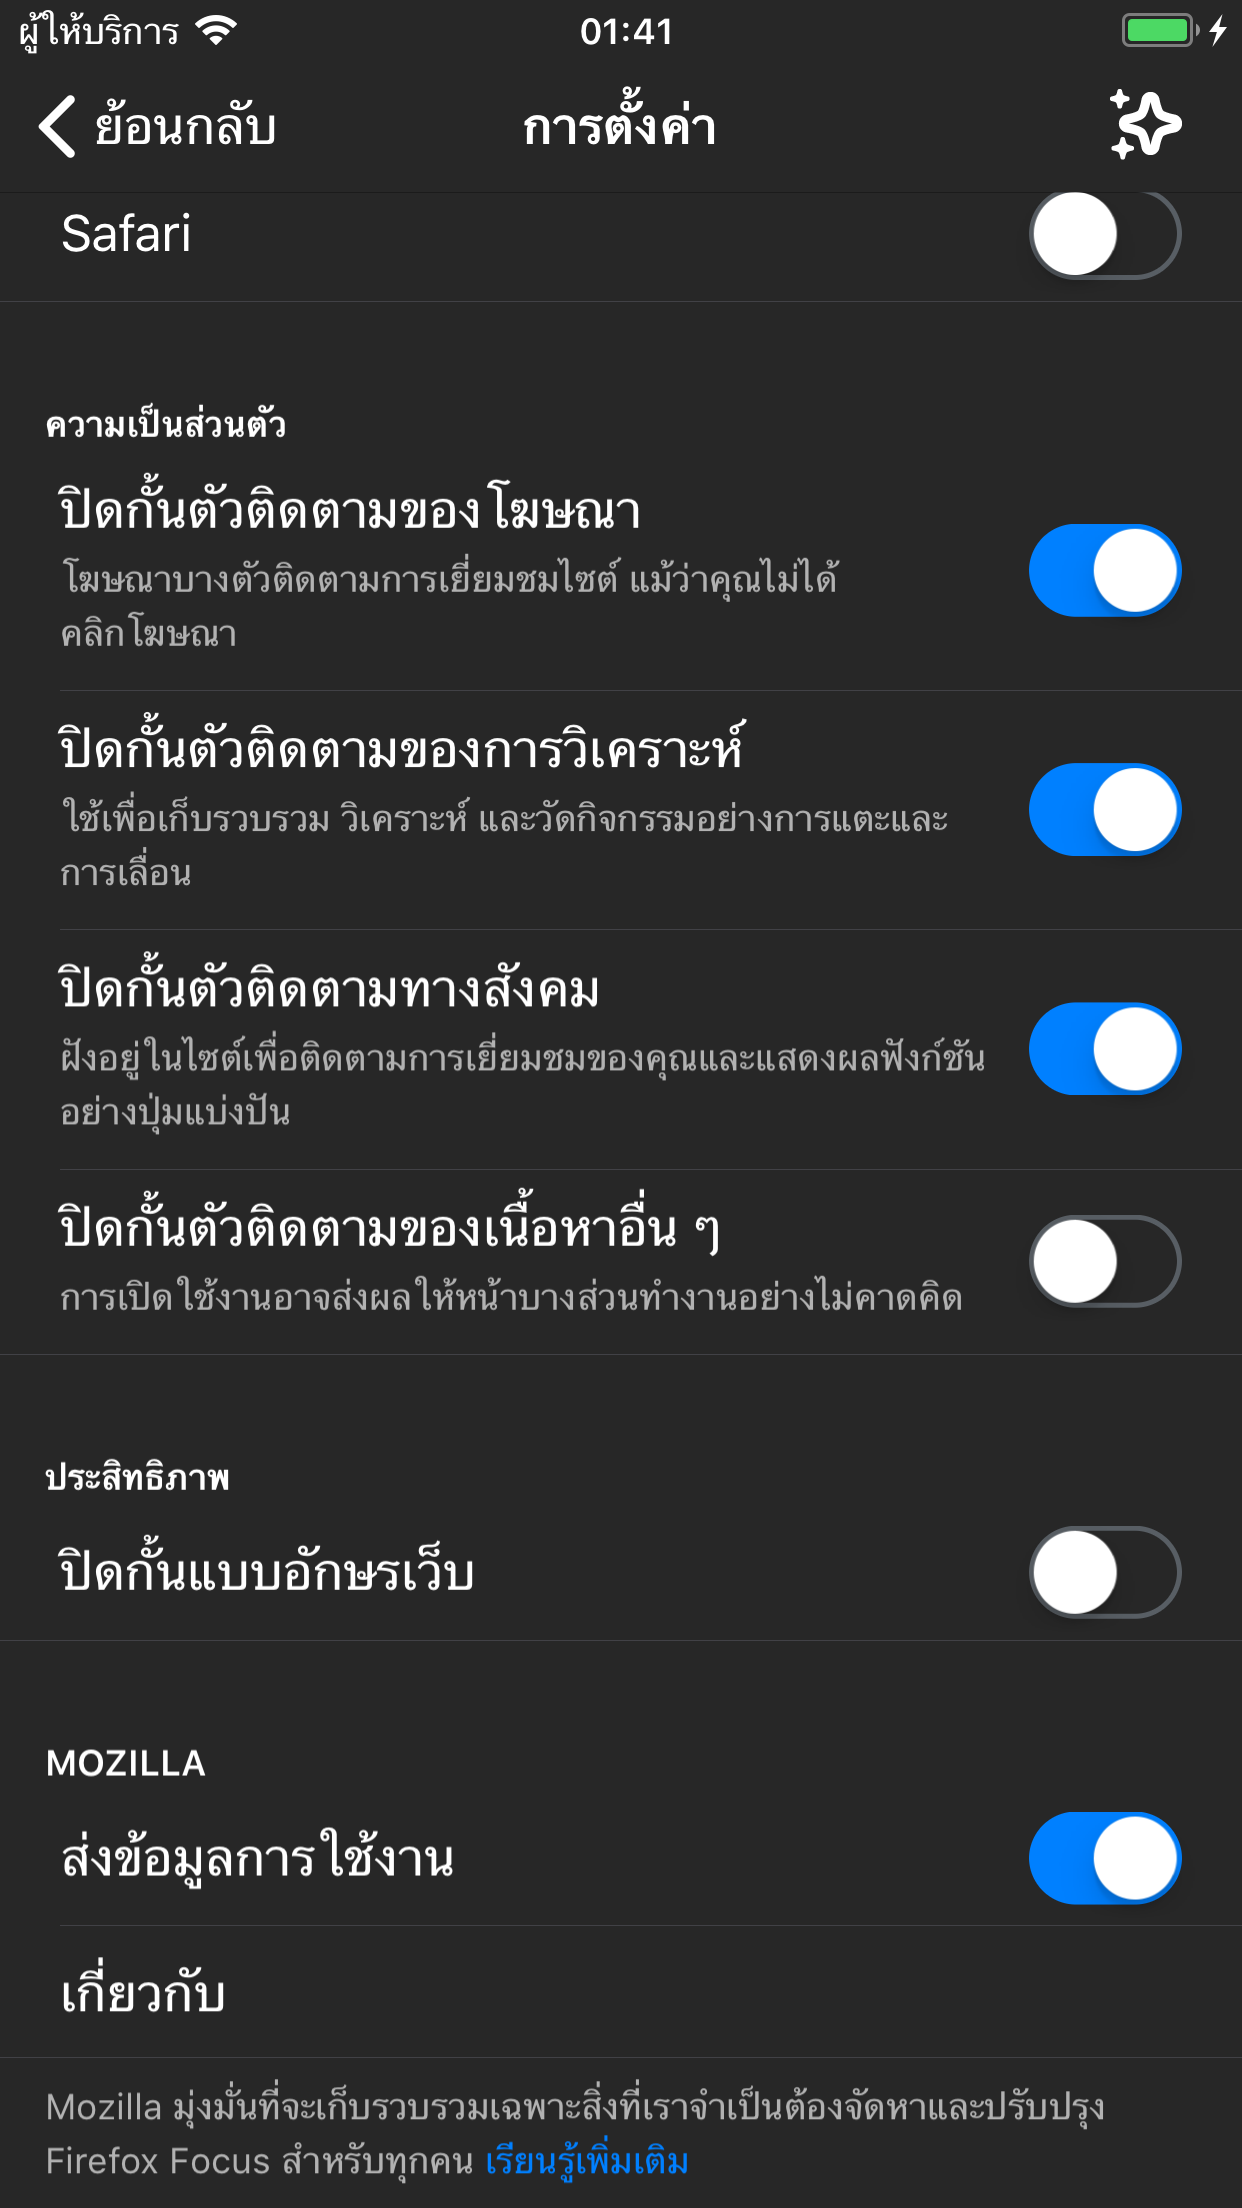 ผู้ให้บริการ 01:41
ย้อนกลับ การตั้งค่า
Safari
ความเป็นส่วนตัว
ปิดกั้นตัวติดตามของโฆษณา
โฆษณาบางตัวติดตามการเยี่ยมชมไซต์ แม้ว่าคุณไม่ได้
คลิกโฆษณา
ปิดกั้นตัวติดตามของการวิเคราะห์
ใช้เพื่อเก็บรวบรวม วิเคราะห์ และวัดกิจกรรมอย่างการแตะและ
การเลื่อน
ปิดกั้นตัวติดตามทางสังคม
ฝังอยู่ในไซต์เพื่อติดตามการเยี่ยมชมของคุณและแสดงผลฟังก์ชัน
อย่างปุ่มแบ่งปัน
ปิดกั้นตัวติดตามของเนื้อหาอื่น ๆ
การเปิดใช้งานอาจส่งผลให้หน้าบางส่วนทำงานอย่างไม่คาดคิด
ประสิทธิภาพ
ปิดกั้นแบบอักษรเว็บ
MOZILLA
ส่งข้อมูลการใช้งาน
เกี่ยวกับ
Mozilla มุ่งมั่นที่จะเก็บรวบรวมเฉพาะสิ่งที่เราจำเป็นต้องจัดหาและปรับปรุง
Firefox Focus สำหรับทุกคน เรียนรู้เพิ่มเติม